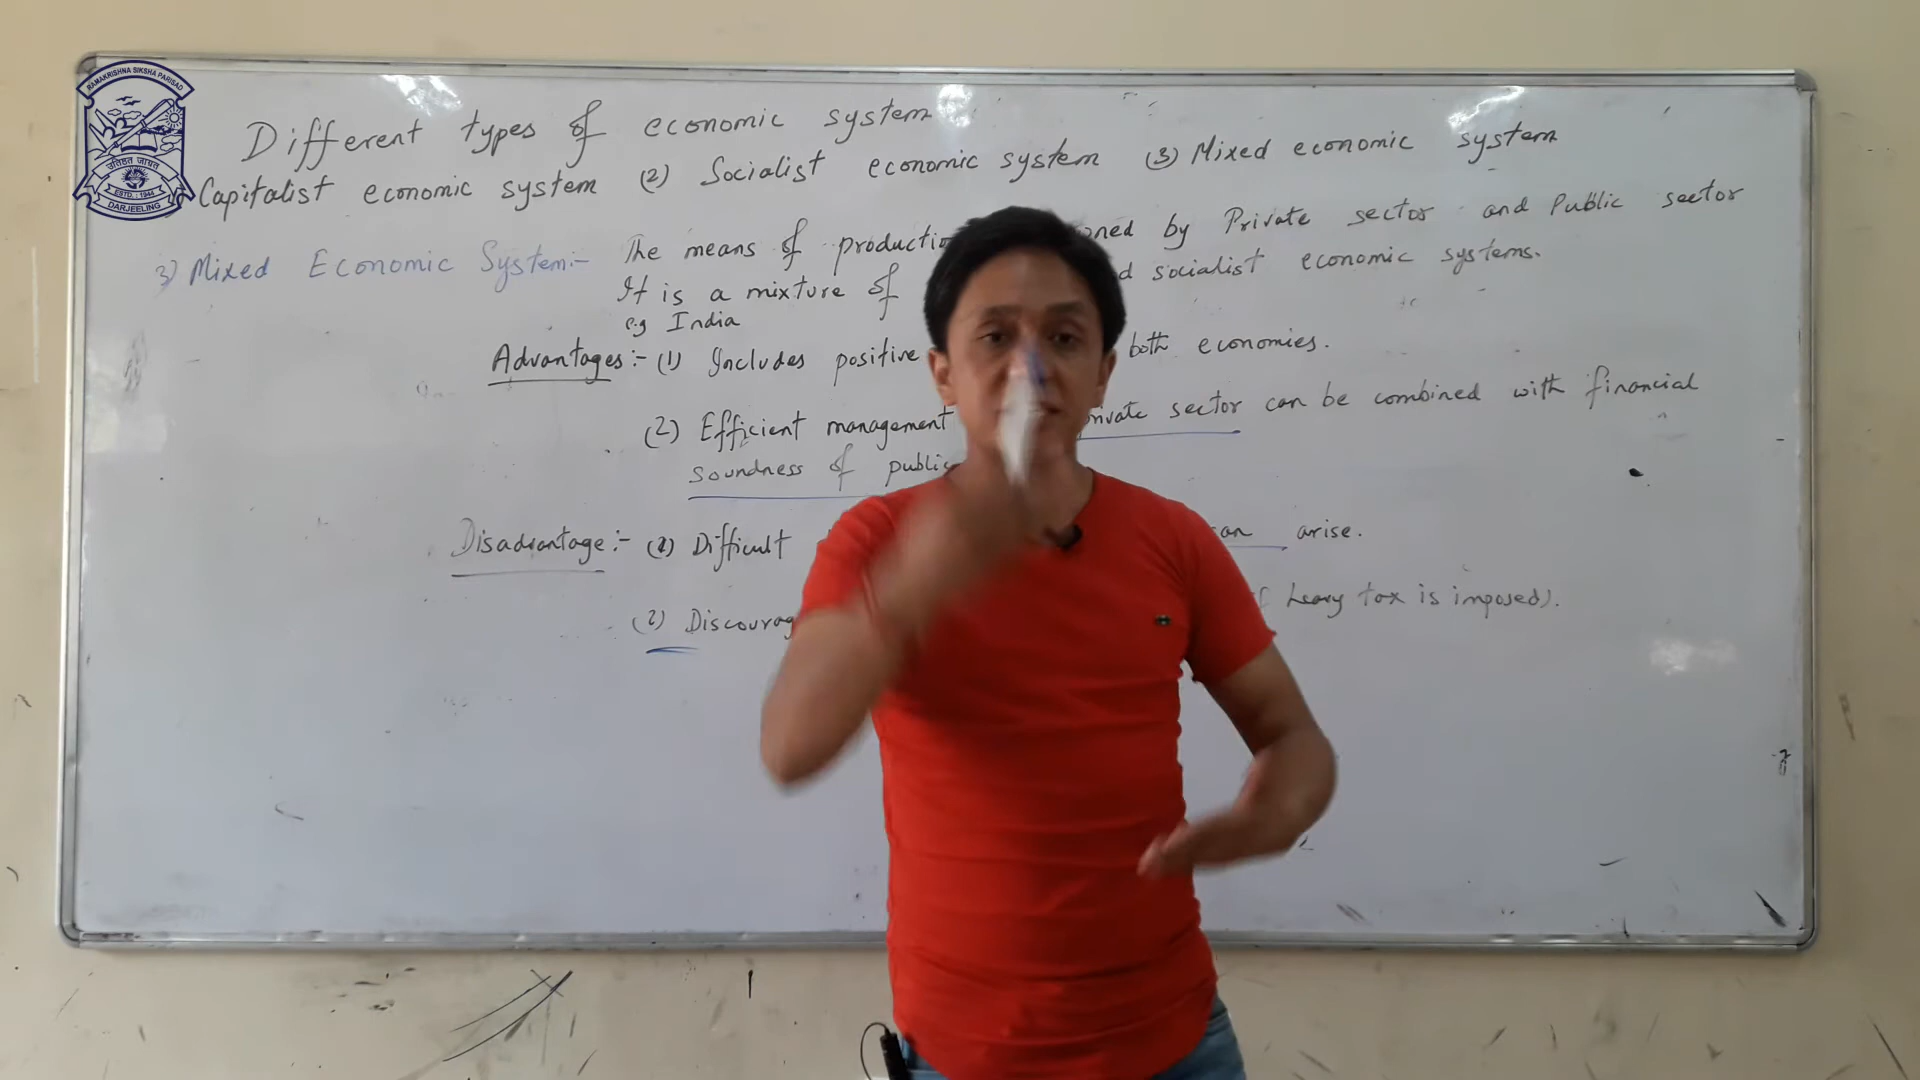 RAMAKRISHNA SIKSHA PARISAD
ESTD.: 1944
DARJEELING
Different types of economic system
Capitalist economic system (2) Socialist economic system (3) Mixed economic system
3) Mixed Economic System:- The means of by Private sector and Public sector
It is a mixture of socialist economic systems.
e.g India
Advantages:- (1) Includes positive both economies.
(2) Efficient management sector can be combined with financial
soundness of public
Disadvantage:- (1) Difficult arise.
(2) heavy tax is imposed).